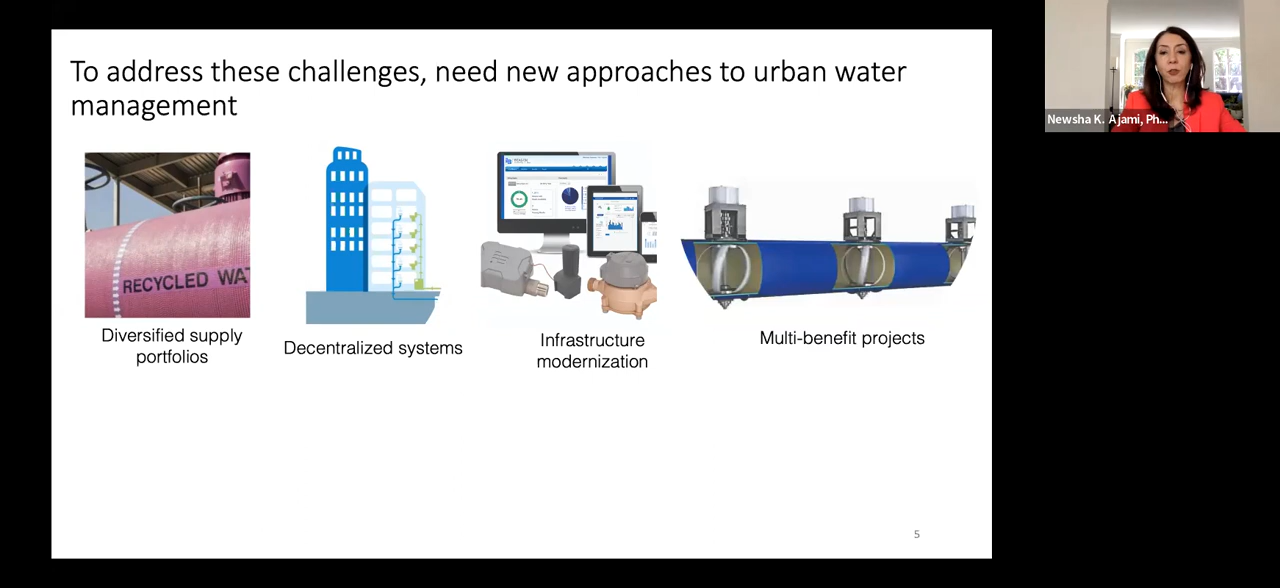 To address these challenges, need new approaches to urban water
management
Newsha K. Ajami, Ph...
RECYCLED WAT
Diversified supply
portfolios
Decentralized systems
Infrastructure
modernization
Multi-benefit projects
5